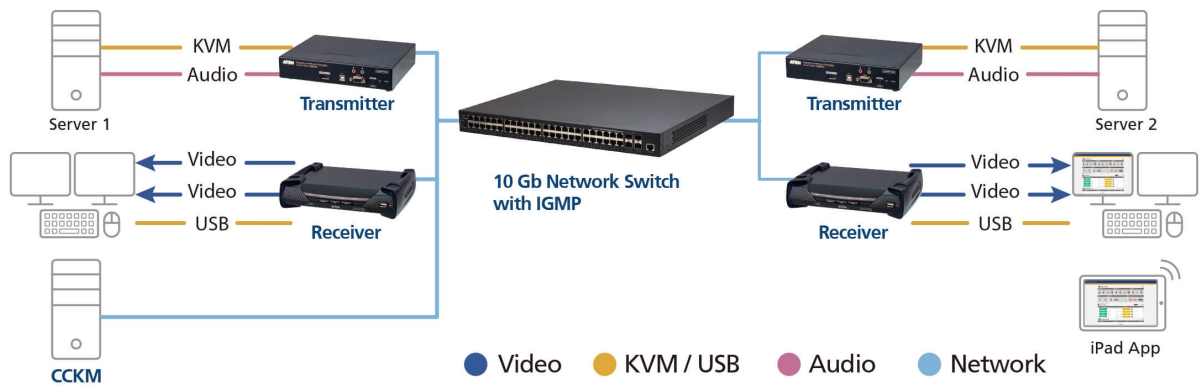 KVM
Audio
Transmitter
Server 1
Video
Video
USB
Receiver
CCKM
10 Gb Network Switch
with IGMP
KVM
Audio
Transmitter
Server 2
Video
Video
USB
Receiver
iPad App
Video
KVM / USB
Audio
Network